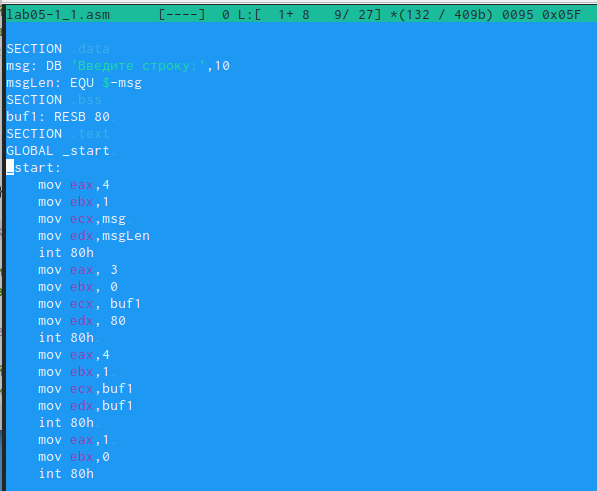 lab05-1_1.asm [----] 0 L:[ 1+ 8 9/ 27] *(132 / 409b) 0095 0x05F
SECTION .data
msg: DB 'Введите строку:',10
msgLen: EQU $-msg
SECTION .bss
buf1: RESB 80
SECTION .text
GLOBAL _start
_start:
mov eax,4
mov ebx,1
mov ecx,msg
mov edx,msgLen
int 80h
mov eax, 3
mov ebx, 0
mov ecx, buf1
mov edx, 80
int 80h
mov eax,4
mov ebx,1
mov ecx,buf1
mov edx,buf1
int 80h
mov eax,1
mov ebx,0
int 80h